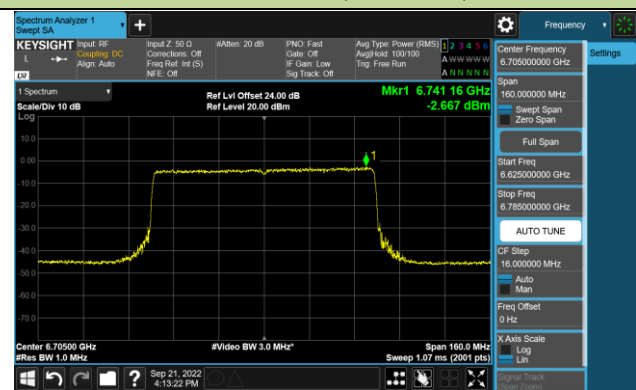 Spectrum Analyzer 1
Swept SA
+
Frequency
KEYSIGHT
L
LXI
Input: RF
Coupling: DC
Align: Auto
Input Z: 50 Ω
Corrections: Off
Freq Ref: Int (S)
NFE: Off
#Atten: 20 dB
PNO: Fast
Gate: Off
IF Gain: Low
Sig Track: Off
Avg Type: Power (RMS)
Avg|Hold: 100/100
Trig: Free Run
1 2 3 4 5 6
A W W W W W
A N N N N N
1 Spectrum
Scale/Div 10 dB
Log
Ref Lvl Offset 24.00 dB
Ref Level 20.00 dBm
Mkr1 6.741 16 GHz
-2.667 dBm
1
10.0
0.00
-10.0
-20.0
-30.0
-40.0
-50.0
-60.0
-70.0
Center 6.70500 GHz
#Res BW 1.0 MHz
#Video BW 3.0 MHz*
Span 160.0 MHz
Sweep 1.07 ms (2001 pts)
Center Frequency
6.705000000 GHz
Span
160.000000 MHz
Swept Span
Zero Span
Full Span
Start Freq
6.625000000 GHz
Stop Freq
6.785000000 GHz
AUTO TUNE
CF Step
16.000000 MHz
Auto
Man
Freq Offset
0 Hz
X Axis Scale
Log
Lin
Signal Track
(Span Zoom)
Settings
?
Sep 21, 2022
4:13:22 PM